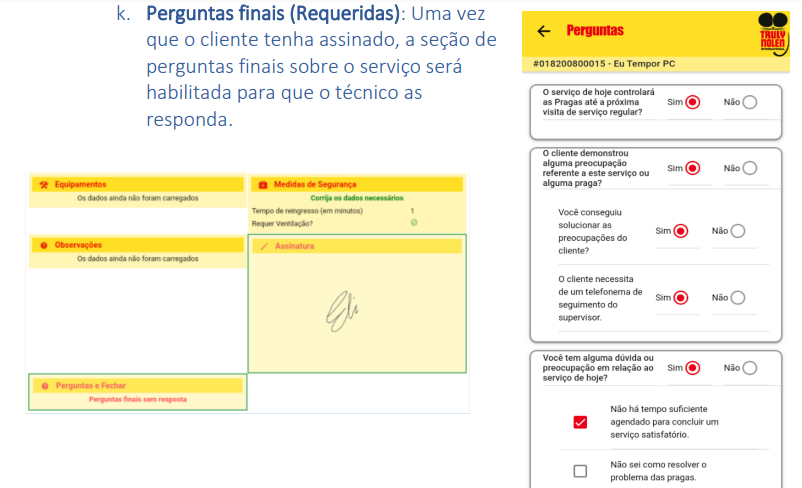 k. Perguntas finais (Requeridas): Uma vez
que o cliente tenha assinado, a seção de
perguntas finais sobre o serviço será
habilitada para que o técnico as
responda.
Equipamentos
Os dados ainda não foram carregados
Medidas de Segurança
Corrija os dados necessários
Tempo de reingresso (em minutos) 1
Requer Ventilação?
Observações
Os dados ainda não foram carregados
Assinatura
Perguntas e Fechar
Perguntas finais sem resposta
Perguntas
TRULY
NOLEN
#018200800015 - Eu Tempor PC
O serviço de hoje controlará
as Pragas até a próxima
visita de serviço regular?
Sim Não
O cliente demonstrou
alguma preocupação
referente a este serviço ou
alguma praga?
Sim Não
Você conseguiu
solucionar as
preocupações do
cliente?
Sim Não
O cliente necessita
de um telefonema de
seguimento do
supervisor.
Sim Não
Você tem alguma dúvida ou
preocupação em relação ao
serviço de hoje?
Sim Não
Não há tempo suficiente
agendado para concluir um
serviço satisfatório.
Não sei como resolver o
problema das pragas.